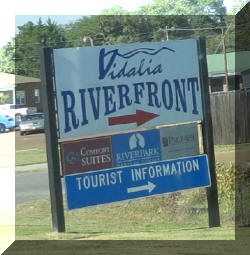 Vidalia
RIVERFRONT
COMFORT
SUITES
RIVERPARK
TOURIST INFORMATION